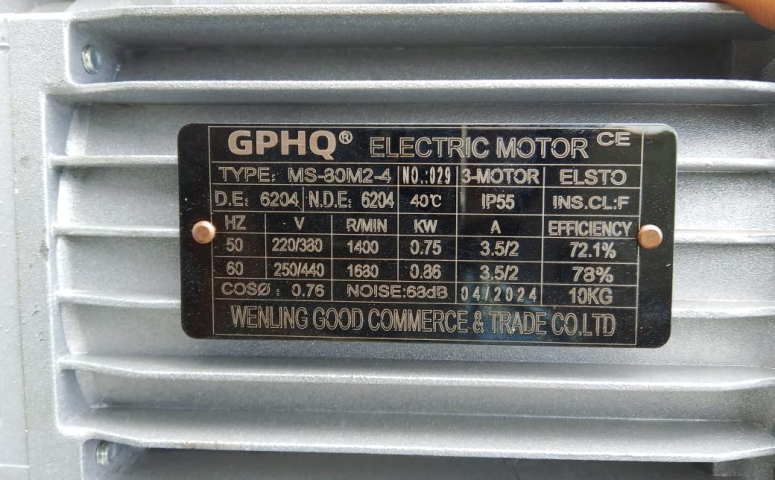 GPHQ® ELECTRIC MOTOR CE
TYPE: MS-80M2-4 NO.:029 3-MOTOR ELSTO
D.E: 6204 N.D.E: 6204 40℃ IP55 INS.CL:F
HZ V R/MIN KW A EFFICIENCY
50 220/380 1400 0.75 3.5/2 72.1%
60 250/440 1680 0.86 3.5/2 78%
COSØ: 0.76 NOISE:68dB 04/2024 10KG
WENLING GOOD COMMERCE & TRADE CO.LTD